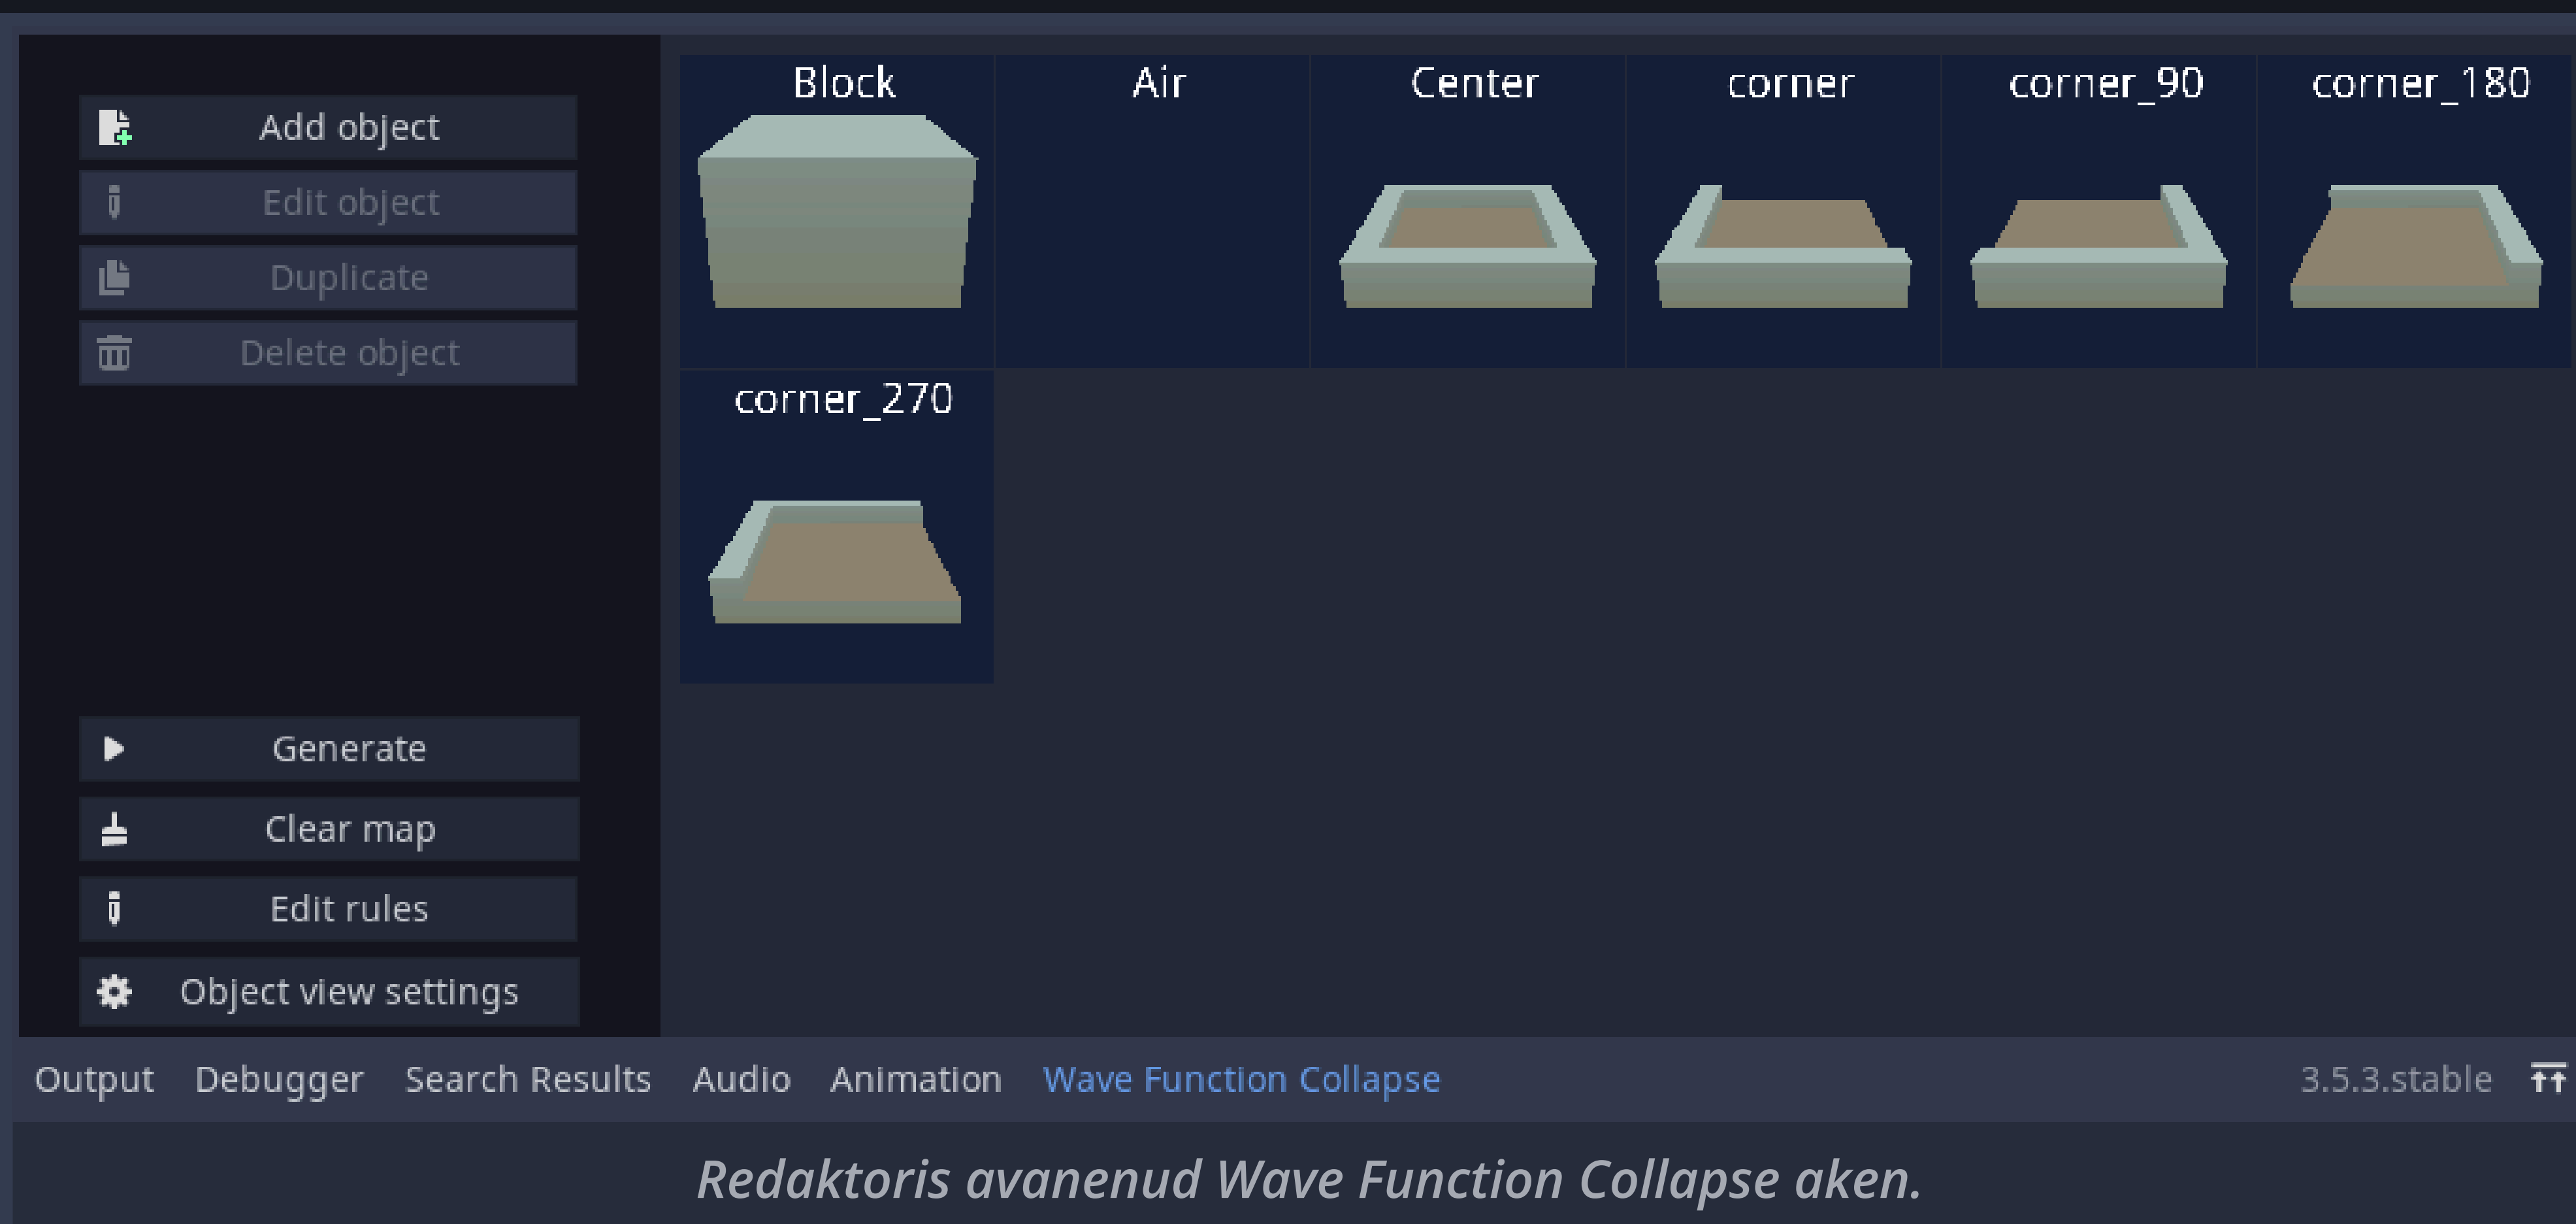 Add object
Edit object
Duplicate
Delete object
Generate
Clear map
Edit rules
Object view settings
Block
Air
Center
corner
corner_90
corner_180
corner_270
Output Debugger Search Results Audio Animation Wave Function Collapse 3.5.3.stable
Redaktoris avanenud Wave Function Collapse aken.